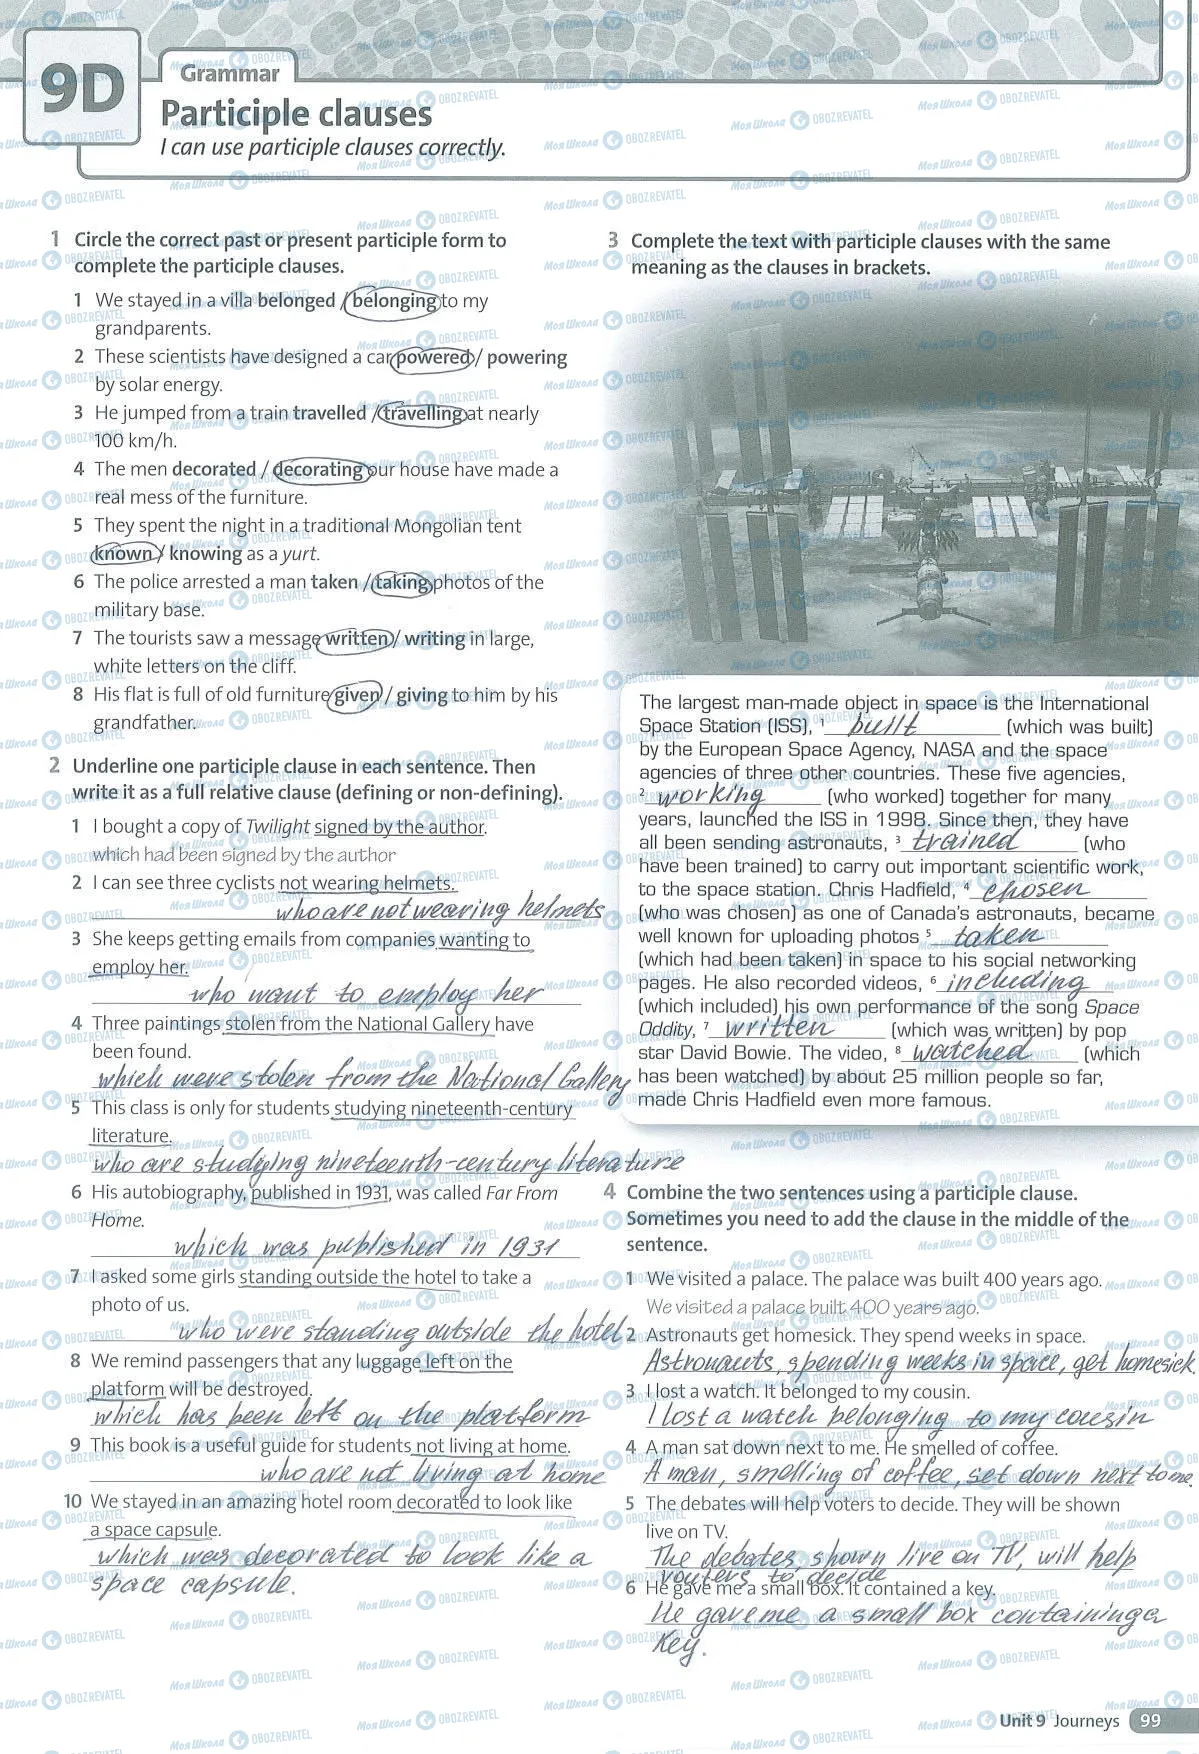 9D
Grammar
Participle clauses
I can use participle clauses correctly.
1 Circle the correct past or present participle form to
complete the participle clauses.
1 We stayed in a villa belonged / belonging to my
grandparents.
2 These scientists have designed a car powered / powering
by solar energy.
3 He jumped from a train travelled / travelling at nearly
100 km/h.
4 The men decorated / decorating our house have made a
real mess of the furniture.
5 They spent the night in a traditional Mongolian tent
known / knowing as a yurt.
6 The police arrested a man taken / taking photos of the
military base.
7 The tourists saw a message written / writing in large,
white letters on the cliff.
8 His flat is full of old furniture given / giving to him by his
grandfather.
2 Underline one participle clause in each sentence. Then
write it as a full relative clause (defining or non-defining).
1 I bought a copy of Twilight signed by the author.
which had been signed by the author
2 I can see three cyclists not wearing helmets.
who are not wearing helmets
3 She keeps getting emails from companies wanting to
employ her.
who want to employ her
4 Three paintings stolen from the National Gallery have
been found.
which were stolen from the National Gallery
5 This class is only for students studying nineteenth-century
literature.
who are studying nineteenth-century literature
6 His autobiography, published in 1931, was called Far From
Home.
which was published in 1931
7 I asked some girls standing outside the hotel to take a
photo of us.
who were standing outside the hotel
8 We remind passengers that any luggage left on the
platform will be destroyed.
which has been left on the platform
9 This book is a useful guide for students not living at home.
who are not living at home
10 We stayed in an amazing hotel room decorated to look like
a space capsule.
which was decorated to look like a
space capsule.
3 Complete the text with participle clauses with the same
meaning as the clauses in brackets.
The largest man-made object in space is the International
Space Station (ISS), 1 built (which was built)
by the European Space Agency, NASA and the space
agencies of three other countries. These five agencies,
2 working (who worked) together for many
years, launched the ISS in 1998. Since then, they have
all been sending astronauts, 3 trained (who
have been trained) to carry out important scientific work,
to the space station. Chris Hadfield, 4 chosen
(who was chosen) as one of Canada's astronauts, became
well known for uploading photos 5 taken
(which had been taken) in space to his social networking
pages. He also recorded videos, 6 including
(which included) his own performance of the song Space
Oddity, 7 written (which was written) by pop
star David Bowie. The video, 8 watched (which
has been watched) by about 25 million people so far,
made Chris Hadfield even more famous.
4 Combine the two sentences using a participle clause.
Sometimes you need to add the clause in the middle of the
sentence.
1 We visited a palace. The palace was built 400 years ago.
We visited a palace built 400 years ago.
2 Astronauts get homesick. They spend weeks in space.
Astronauts, spending weeks in space, get homesick.
3 I lost a watch. It belonged to my cousin.
I lost a watch belonging to my cousin
4 A man sat down next to me. He smelled of coffee.
A man, smelling of coffee, set down next to me.
5 The debates will help voters to decide. They will be shown
live on TV.
The debates, shown live on TV, will help
vouters to decide
6 He gave me a small box. It contained a key.
He gave me a small box containing a
key.
Unit 9 Journeys 99